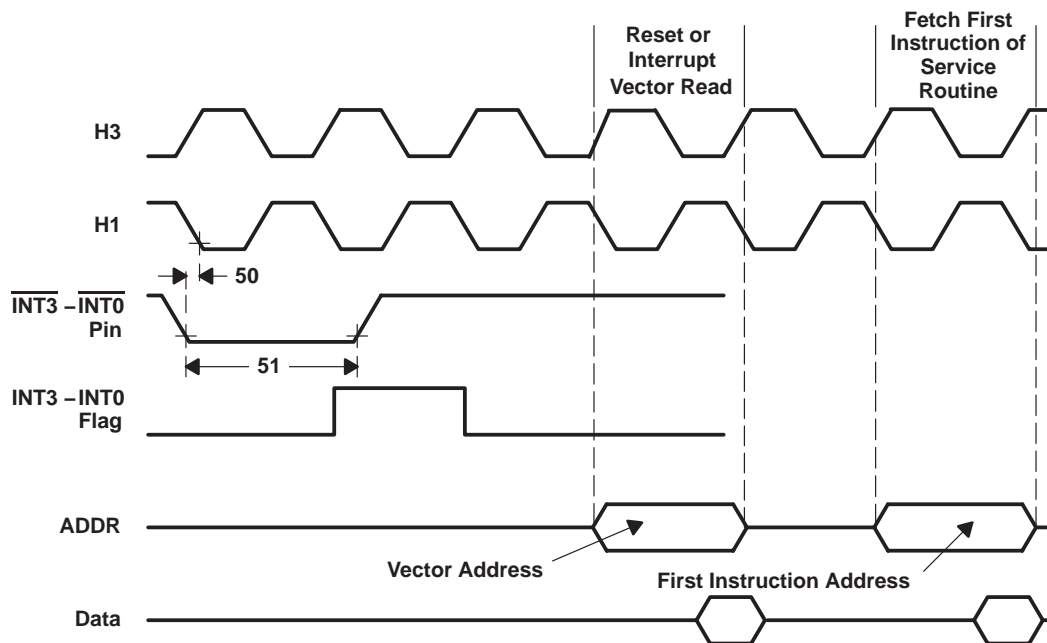 Reset or
Interrupt
Vector Read
Fetch First
Instruction of
Service
Routine
H3
H1
50
INT3 – INT0
Pin
51
INT3 – INT0
Flag
ADDR
Vector Address
First Instruction Address
Data